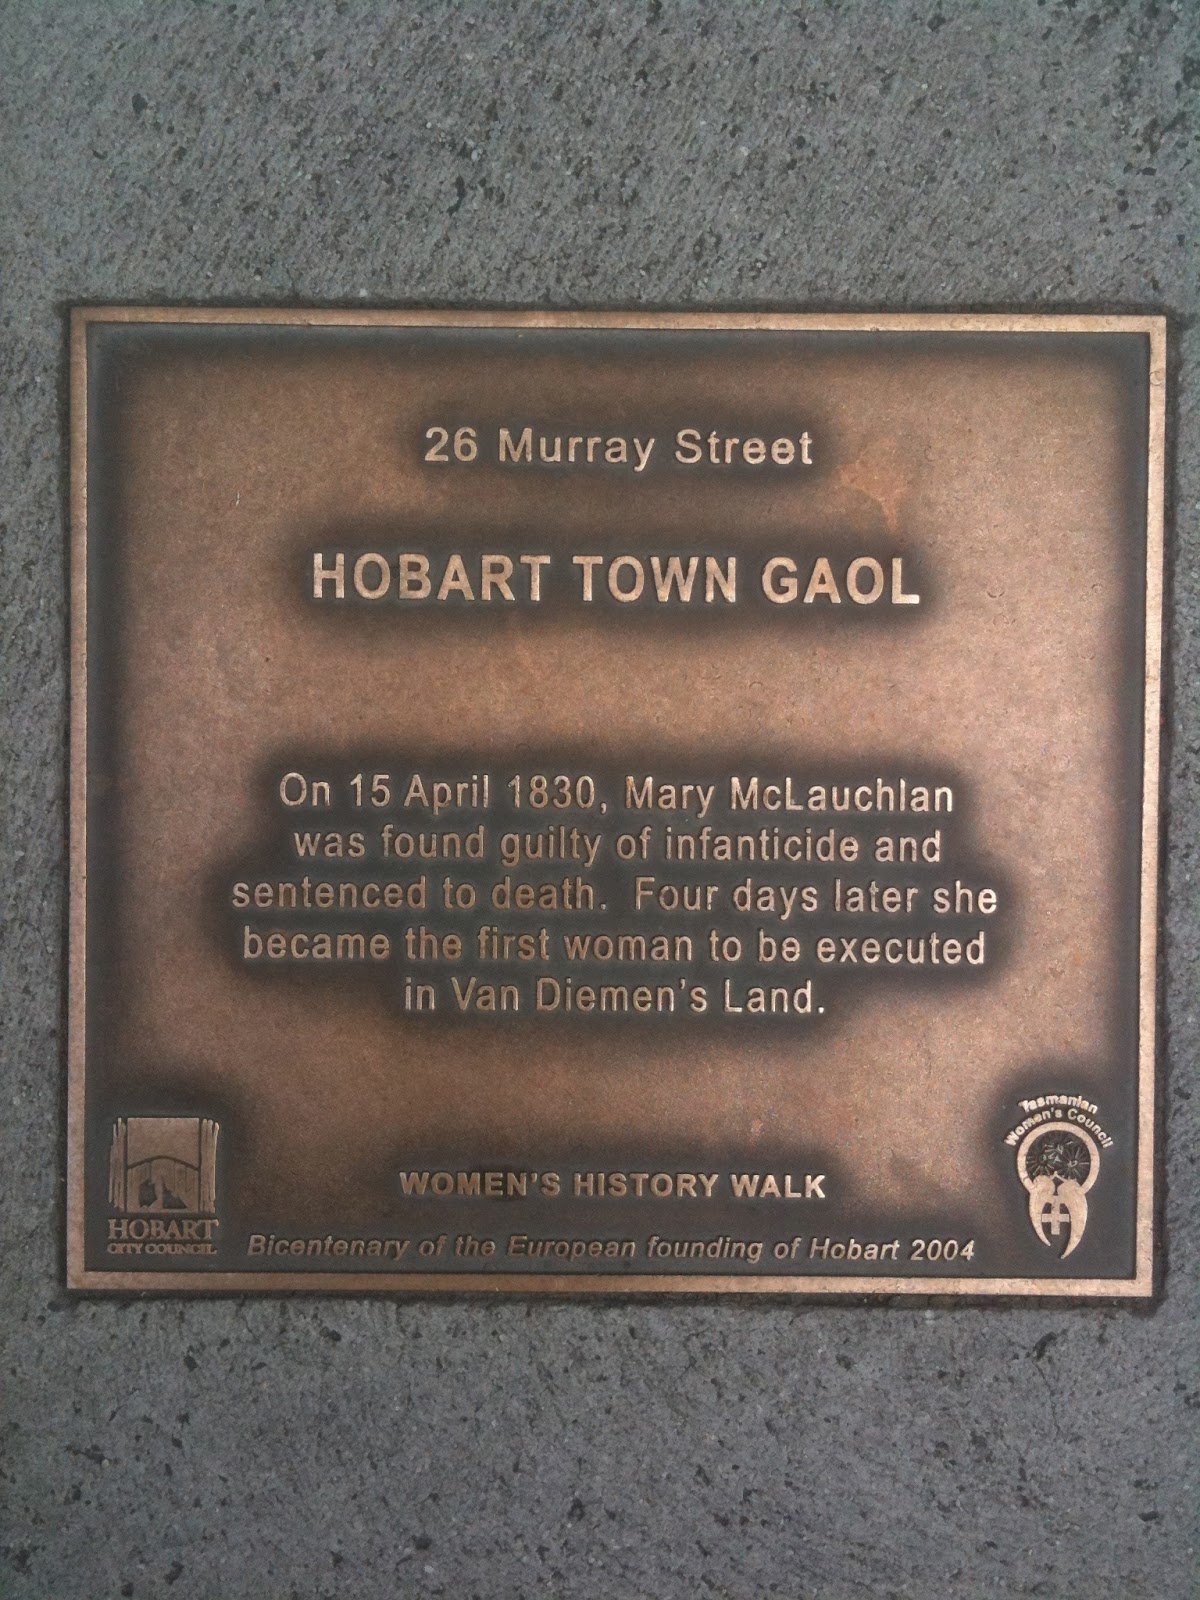 26 Murray Street
HOBART TOWN GAOL
On 15 April 1830, Mary McLauchlan
was found guilty of infanticide and
sentenced to death. Four days later she
became the first woman to be executed
in Van Diemen's Land.
Tasmanian
Women's Council
WOMEN'S HISTORY WALK
HOBART
CITY COUNCIL
Bicentenary of the European founding of Hobart 2004